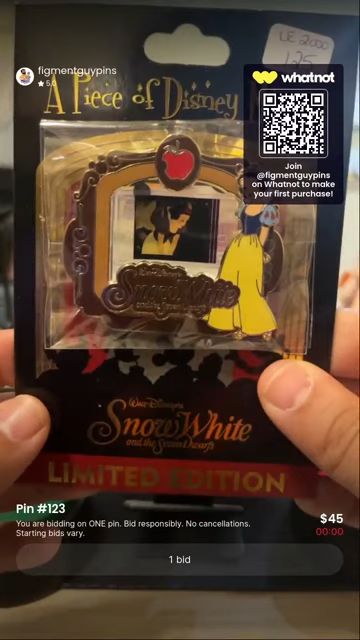 LE 2000
125
figmentguypins
★ 5.0
whatnot
A Piece of Disney
Join
@figmentguypins
on Whatnot to make
your first purchase!
Walt Disney's
Snow White
and the Seven Dwarfs
Walt Disney's
Snow White
and the Seven Dwarfs
LIMITED EDITION
Pin #123
You are bidding on ONE pin. Bid responsibly. No cancellations.
Starting bids vary.
$45
00:00
1 bid